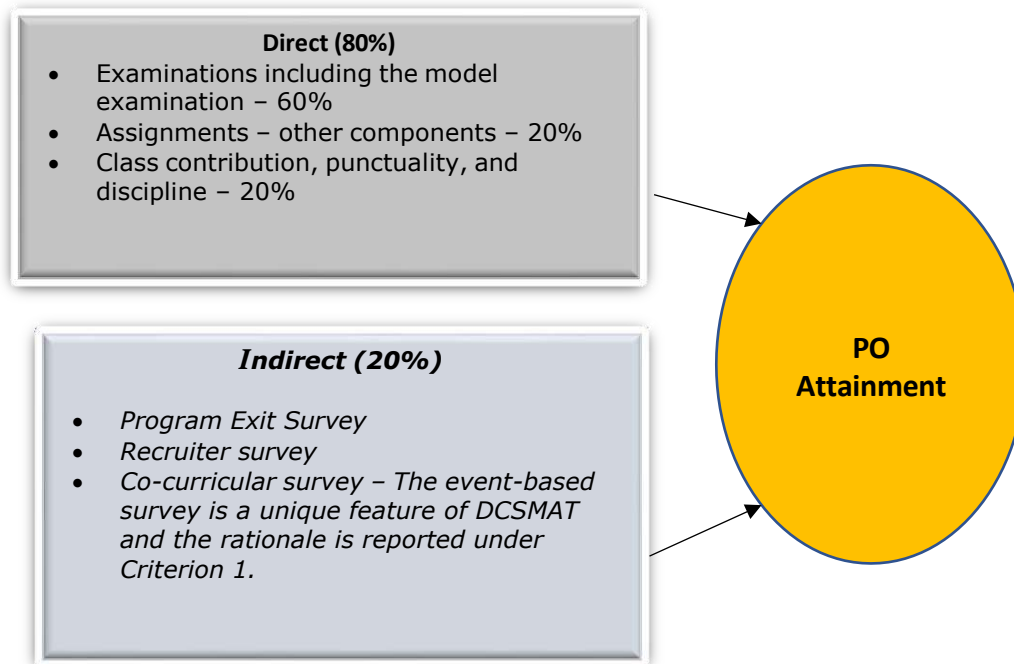 Direct (80%)
• Examinations including the model
examination – 60%
• Assignments – other components – 20%
• Class contribution, punctuality, and
discipline – 20%
Indirect (20%)
• Program Exit Survey
• Recruiter survey
• Co-curricular survey – The event-based
survey is a unique feature of DCSMAT
and the rationale is reported under
Criterion 1.
PO
Attainment